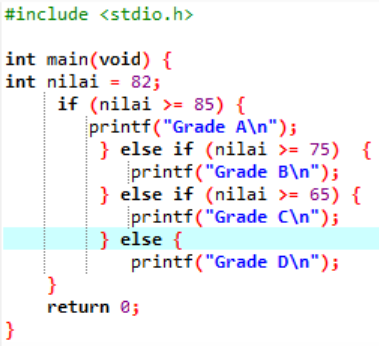 #include <stdio.h>
int main(void) {
int nilai = 82;
if (nilai >= 85) {
printf("Grade A\n");
} else if (nilai >= 75)  {
printf("Grade B\n");
} else if (nilai >= 65) {
printf("Grade C\n");
} else {
printf("Grade D\n");
}
return 0;
}